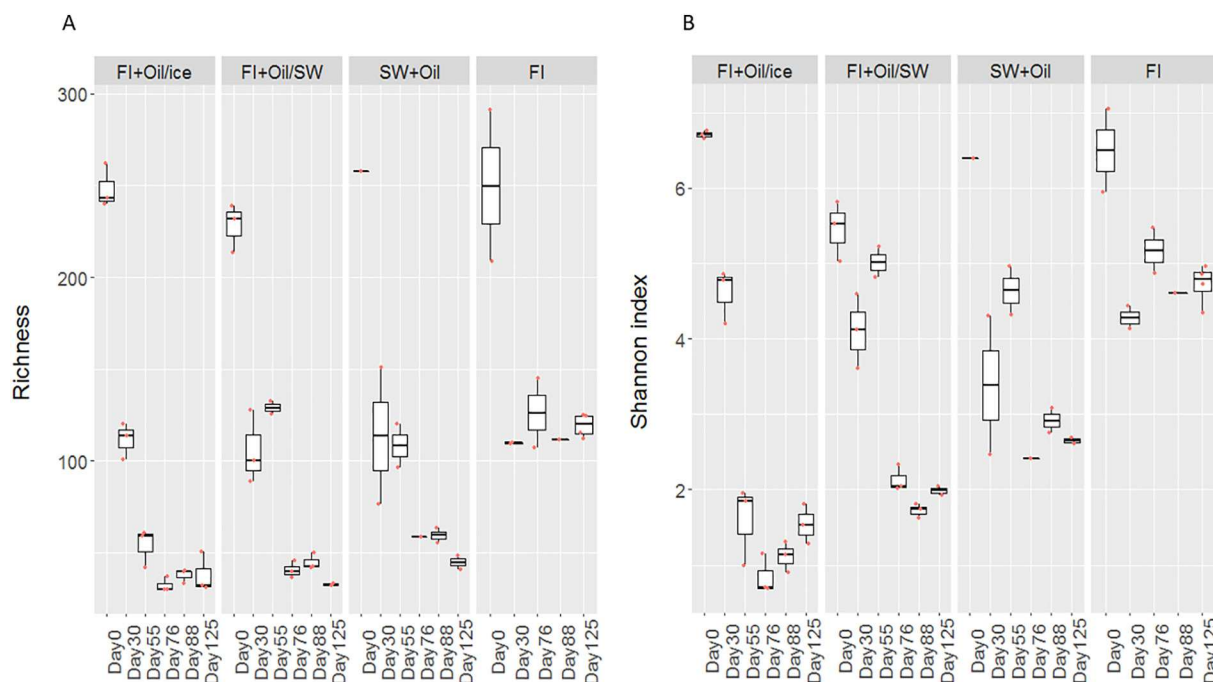 A
FI+Oil/ice FI+Oil/SW SW+Oil FI
300
200
100
Richness
Day0 Day30 Day55 Day76 Day88 Day125 Day0 Day30 Day55 Day76 Day88 Day125 Day0 Day30 Day55 Day76 Day88 Day125 Day0 Day30 Day76 Day88 Day125
B
FI+Oil/ice FI+Oil/SW SW+Oil FI
6
4
2
Shannon index
Day0 Day30 Day55 Day76 Day88 Day125 Day0 Day30 Day55 Day76 Day88 Day125 Day0 Day30 Day55 Day76 Day88 Day125 Day0 Day30 Day76 Day88 Day125